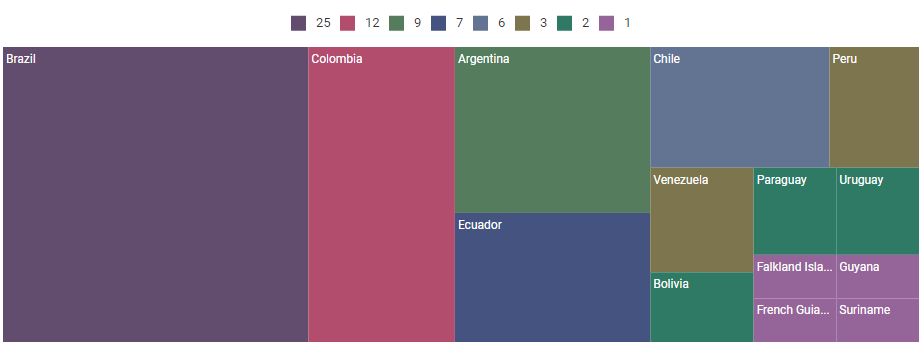 25 12 9 7 6 3 2 1
Brazil
Colombia
Argentina
Chile
Peru
Venezuela
Paraguay
Uruguay
Ecuador
Falkland Isla...
Guyana
Bolivia
French Guia...
Suriname